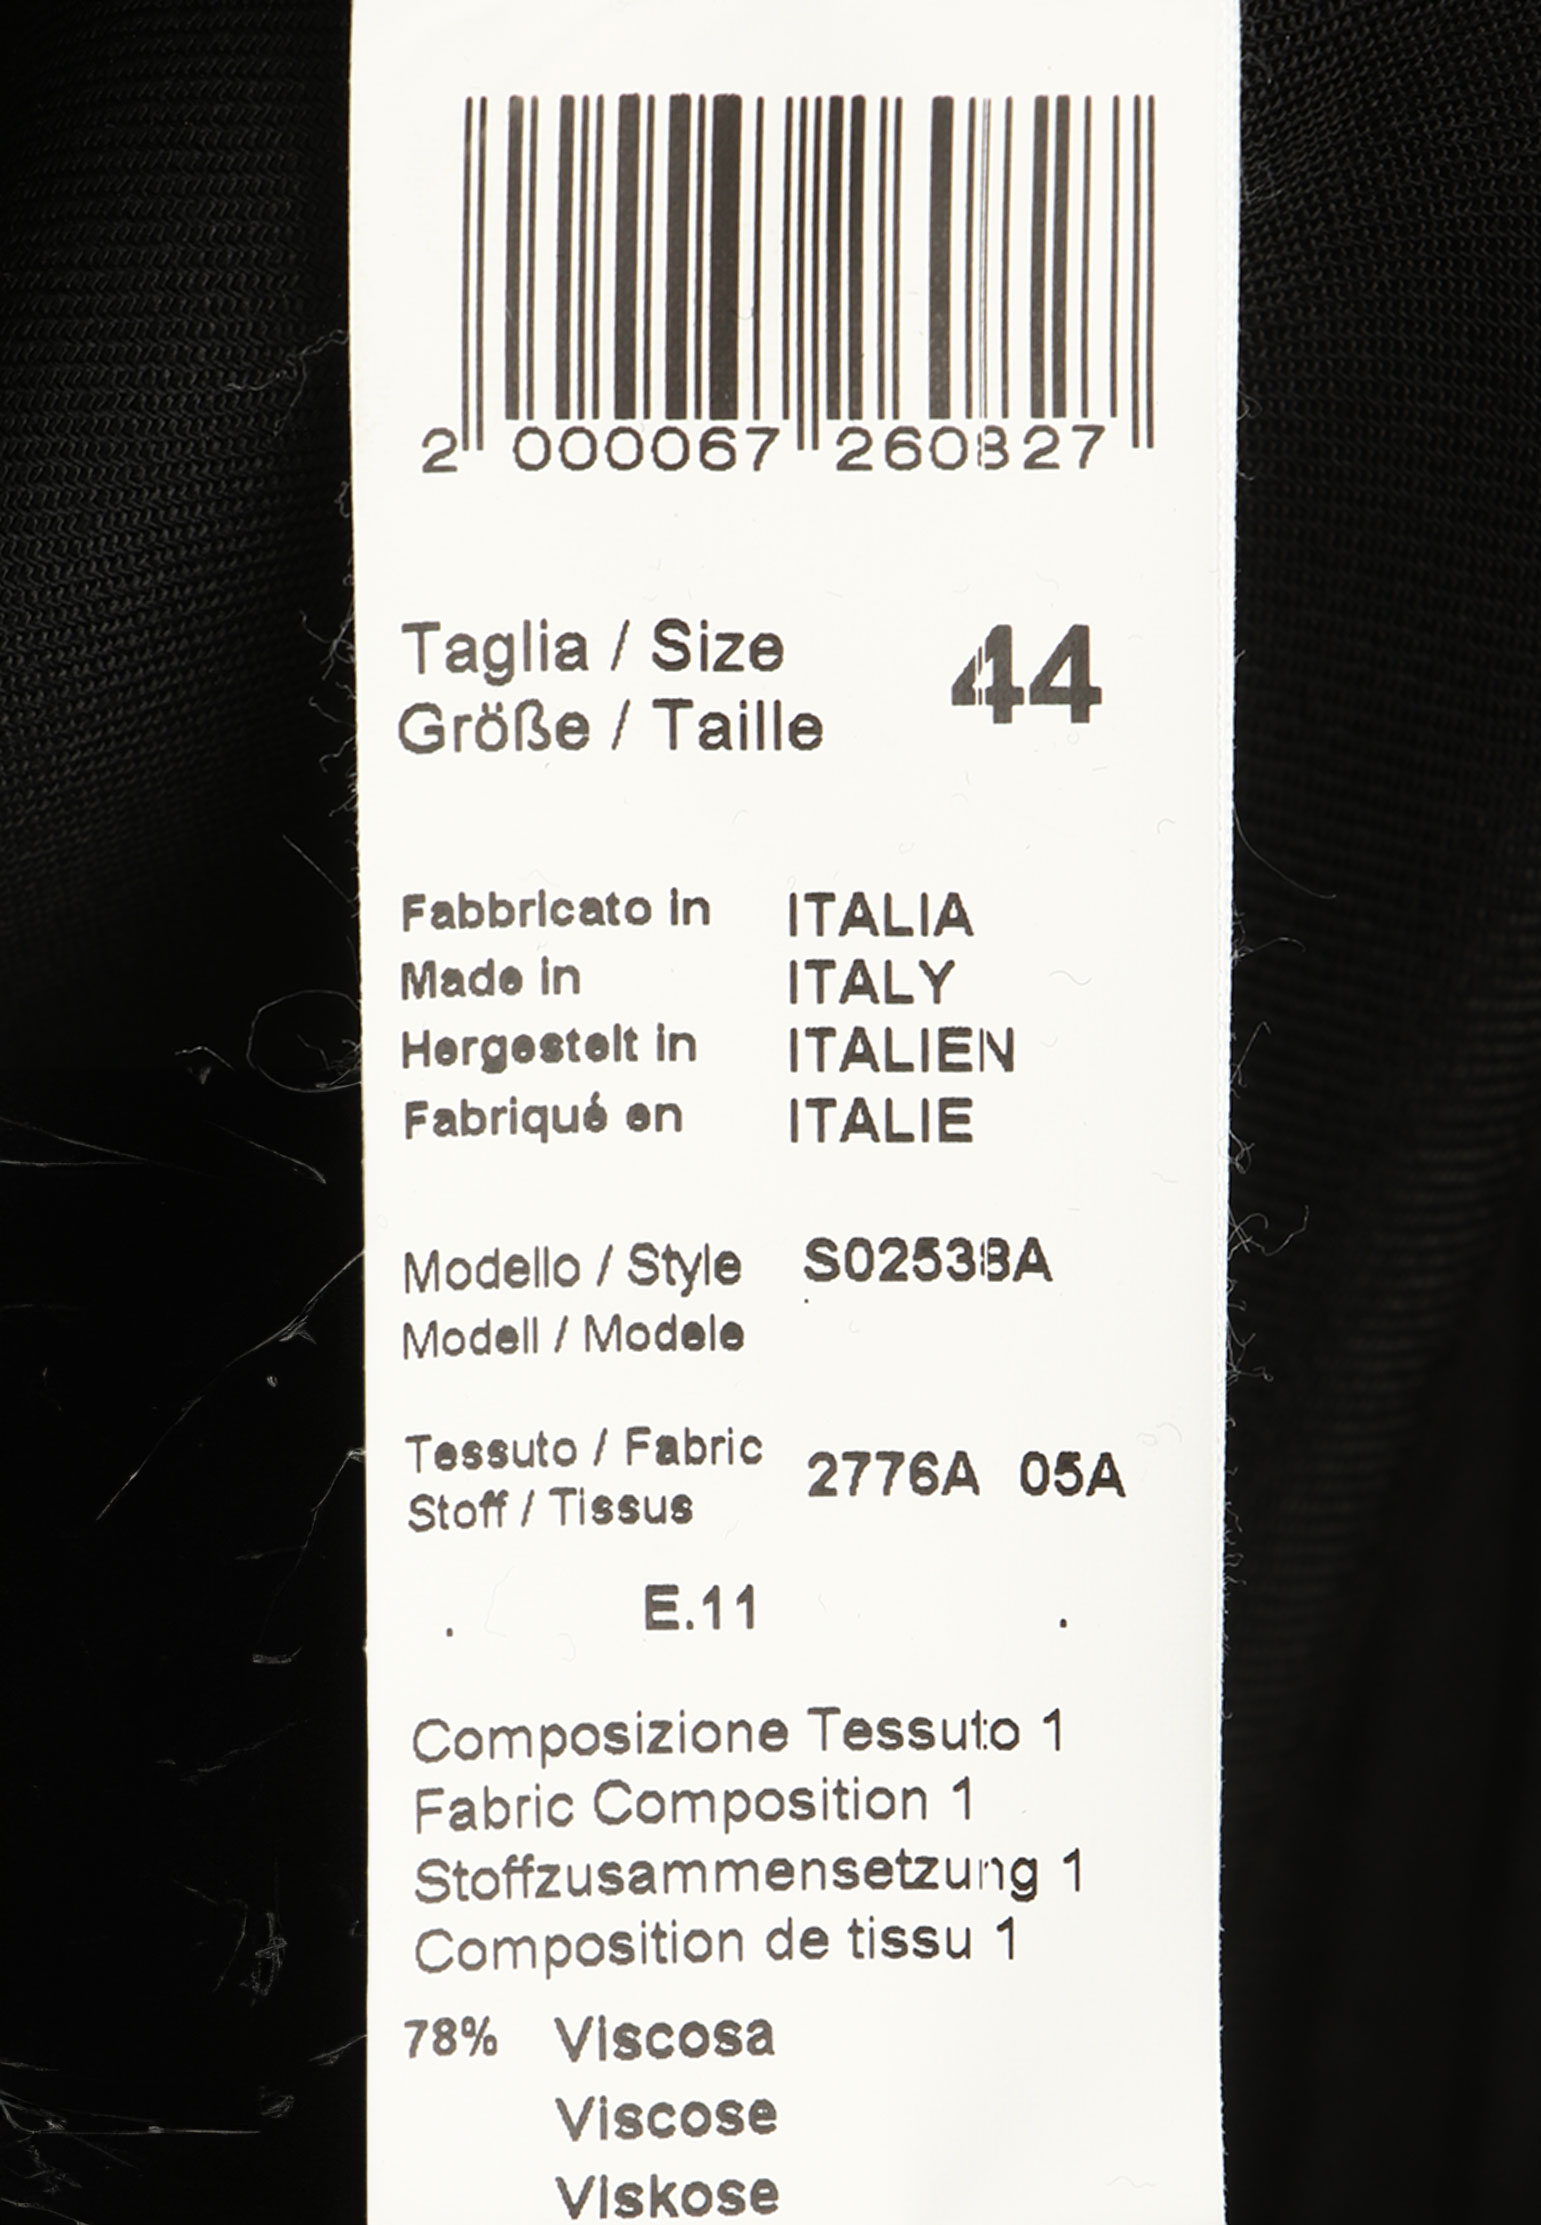 2 000067 260827
Taglia / Size 44
Größe / Taille
Fabbricato in ITALIA
Made in ITALY
Hergestelt in ITALIEN
Fabriqué en ITALIE
Modello / Style S02538A
Modell / Modele
Tessuto / Fabric 2776A 05A
Stoff / Tissus
. E.11 .
Composizione Tessuto 1
Fabric Composition 1
Stoffzusammensetzung 1
Composition de tissu 1
78% Viscosa
Viscose
Viskose